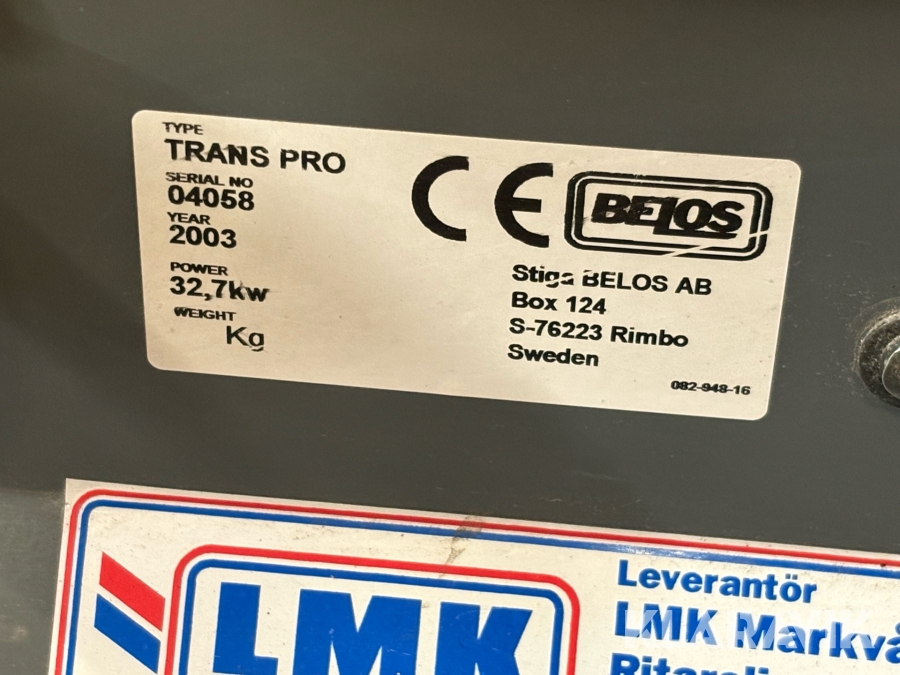 TYPE
TRANS PRO
SERIAL NO
04058
YEAR
2003
POWER
32,7kw
WEIGHT
Kg
CE
BELOS
Stiga BELOS AB
Box 124
S-76223 Rimbo
Sweden
082-948-16
LMK
Leverantör
LMK Markv